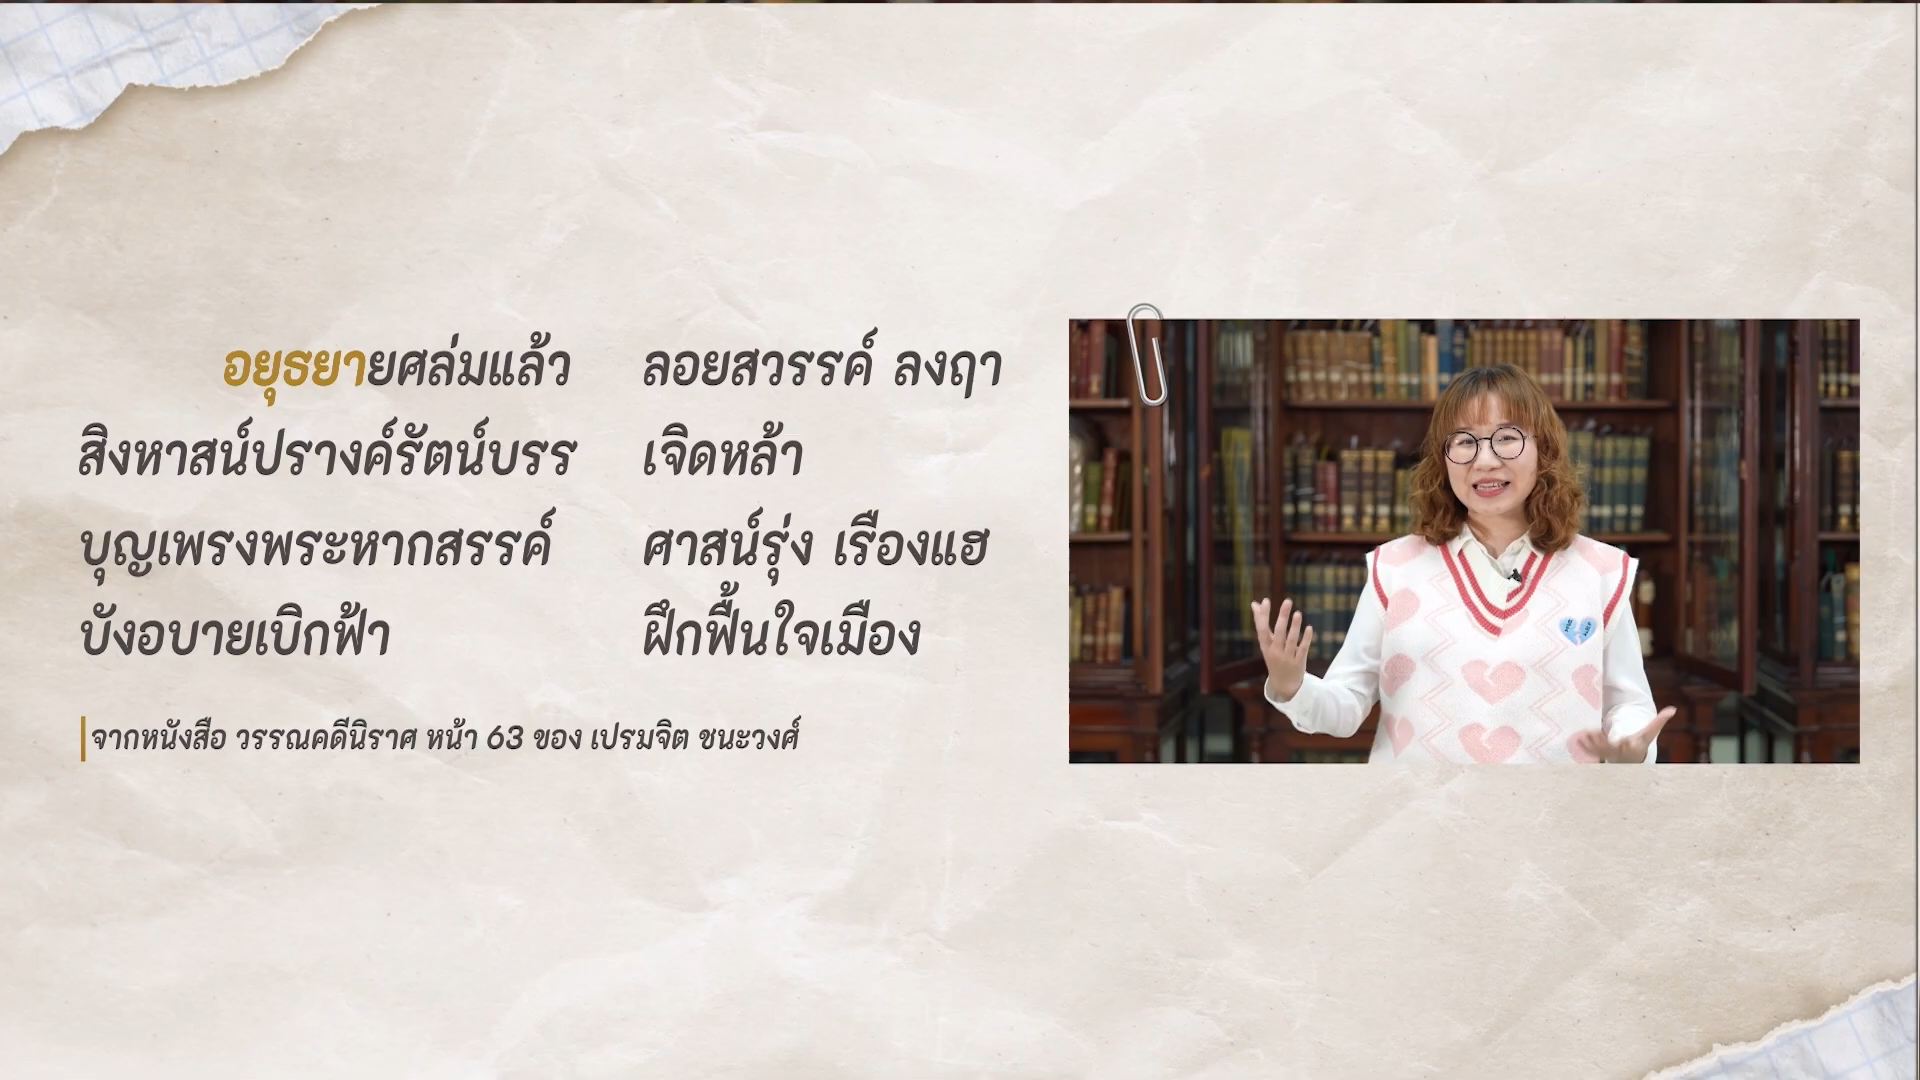 อยุธยายศล่มแล้ว ลอยสวรรค์ ลงฤา
สิงหาสน์ปรางค์รัตน์บรร เจิดหล้า
บุญเพรงพระหากสรรค์ ศาสน์รุ่ง เรืองแฮ
บังอบายเบิกฟ้า ฝึกฟื้นใจเมือง
จากหนังสือ วรรณคดีนิราศ หน้า 63 ของ เปรมจิต ชนะวงศ์